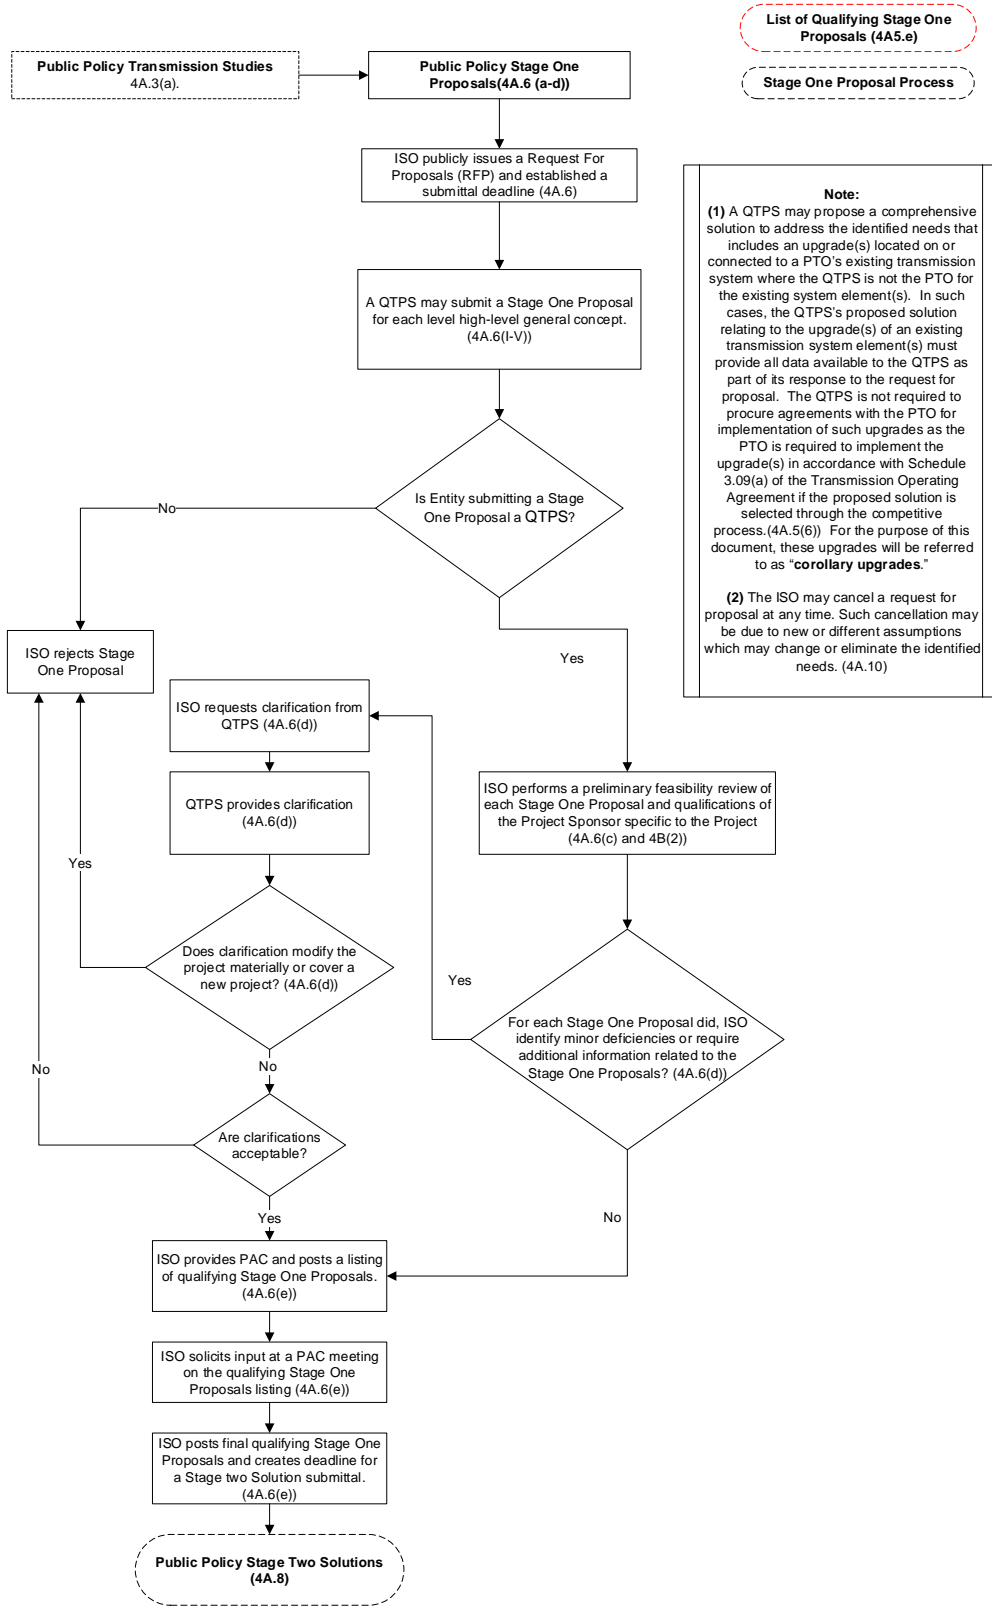 List of Qualifying Stage One
Proposals (4A5.e)
Public Policy Transmission Studies
4A.3(a).
Public Policy Stage One
Proposals(4A.6 (a-d))
Stage One Proposal Process
ISO publicly issues a Request For
Proposals (RFP) and established a
submittal deadline (4A.6)
A QTPS may submit a Stage One Proposal
for each level high-level general concept.
(4A.6(I-V))
Note:
(1) A QTPS may propose a comprehensive
solution to address the identified needs that
includes an upgrade(s) located on or
connected to a PTO’s existing transmission
system where the QTPS is not the PTO for
the existing system element(s). In such
cases, the QTPS’s proposed solution
relating to the upgrade(s) of an existing
transmission system element(s) must
provide all data available to the QTPS as
part of its response to the request for
proposal. The QTPS is not required to
procure agreements with the PTO for
implementation of such upgrades as the
PTO is required to implement the
upgrade(s) in accordance with Schedule
3.09(a) of the Transmission Operating
Agreement if the proposed solution is
selected through the competitive
process.(4A.5(6)) For the purpose of this
document, these upgrades will be referred
to as “corollary upgrades.”
(2) The ISO may cancel a request for
proposal at any time. Such cancellation may
be due to new or different assumptions
which may change or eliminate the identified
needs. (4A.10)
Is Entity submitting a Stage
One Proposal a QTPS?
No
Yes
ISO rejects Stage
One Proposal
ISO requests clarification from
QTPS (4A.6(d))
QTPS provides clarification
(4A.6(d))
ISO performs a preliminary feasibility review of
each Stage One Proposal and qualifications of
the Project Sponsor specific to the Project
(4A.6(c) and 4B(2))
Yes
Does clarification modify the
project materially or cover a
new project? (4A.6(d))
Yes
For each Stage One Proposal did, ISO
identify minor deficiencies or require
additional information related to the
Stage One Proposals? (4A.6(d))
No
No
Are clarifications
acceptable?
Yes
No
ISO provides PAC and posts a listing
of qualifying Stage One Proposals.
(4A.6(e))
ISO solicits input at a PAC meeting
on the qualifying Stage One
Proposals listing (4A.6(e))
ISO posts final qualifying Stage One
Proposals and creates deadline for
a Stage two Solution submittal.
(4A.6(e))
Public Policy Stage Two Solutions
(4A.8)